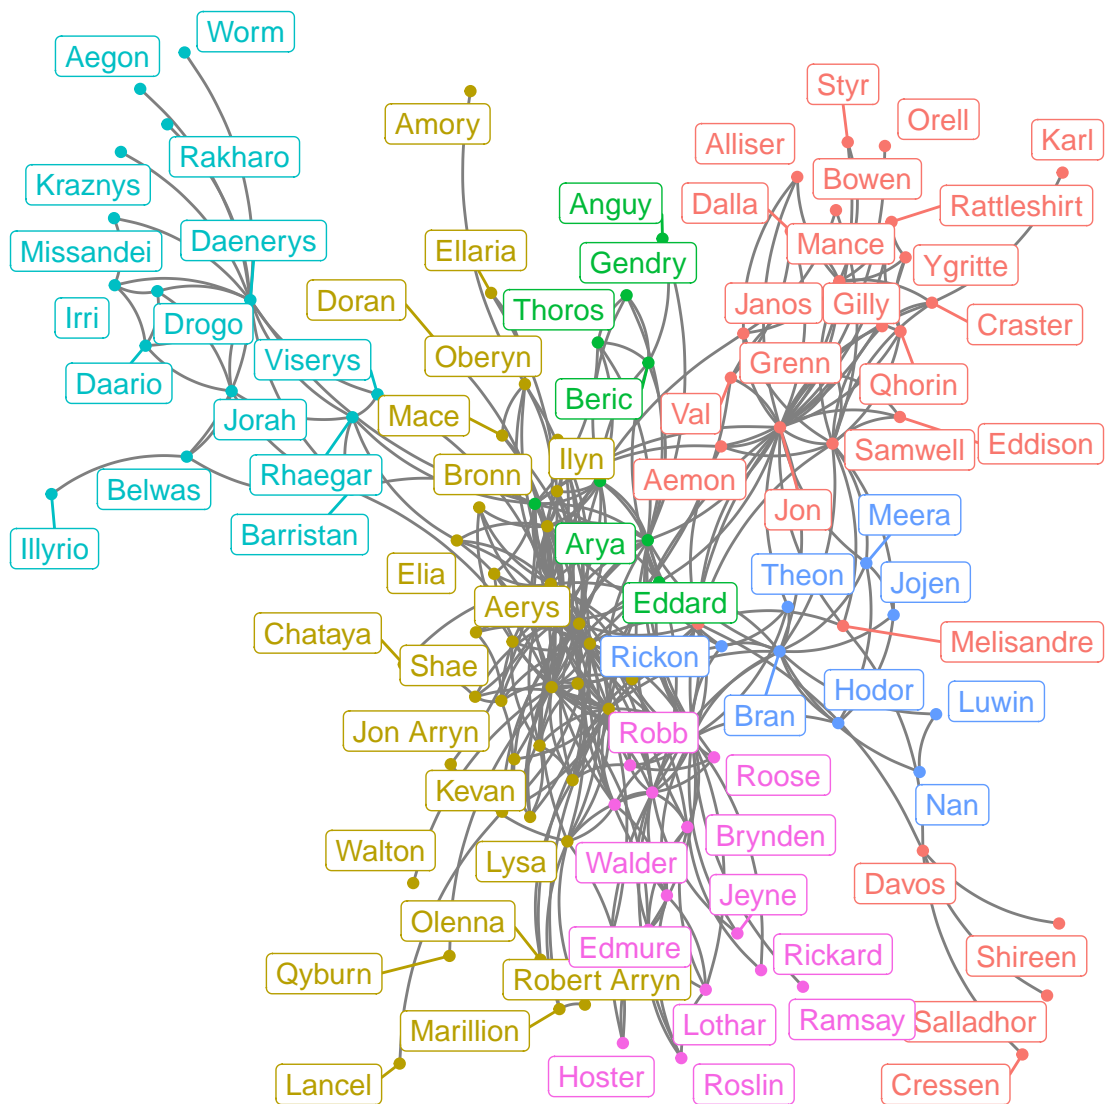 Worm
Aegon
Styr
Orell
Amory
Alliser
Karl
Rakharo
Bowen
Kraznys
Anguy
Dalla
Rattleshirt
Missandei
Daenerys
Ellaria
Gendry
Mance
Ygritte
Doran
Thoros
Janos
Gilly
Irri
Drogo
Craster
Viserys
Oberyn
Grenn
Daario
Beric
Qhorin
Jorah
Mace
Val
Samwell
Eddison
Bronn
Ilyn
Rhaegar
Aemon
Belwas
Jon
Meera
Illyrio
Barristan
Arya
Elia
Theon
Jojen
Aerys
Eddard
Chataya
Shae
Rickon
Melisandre
Hodor
Luwin
Jon Arryn
Robb
Bran
Roose
Kevan
Nan
Walton
Lysa
Walder
Brynden
Davos
Jeyne
Olenna
Edmure
Rickard
Shireen
Qyburn
Robert Arryn
Marillion
Lothar
Ramsay
Salladhor
Lancel
Hoster
Roslin
Cressen